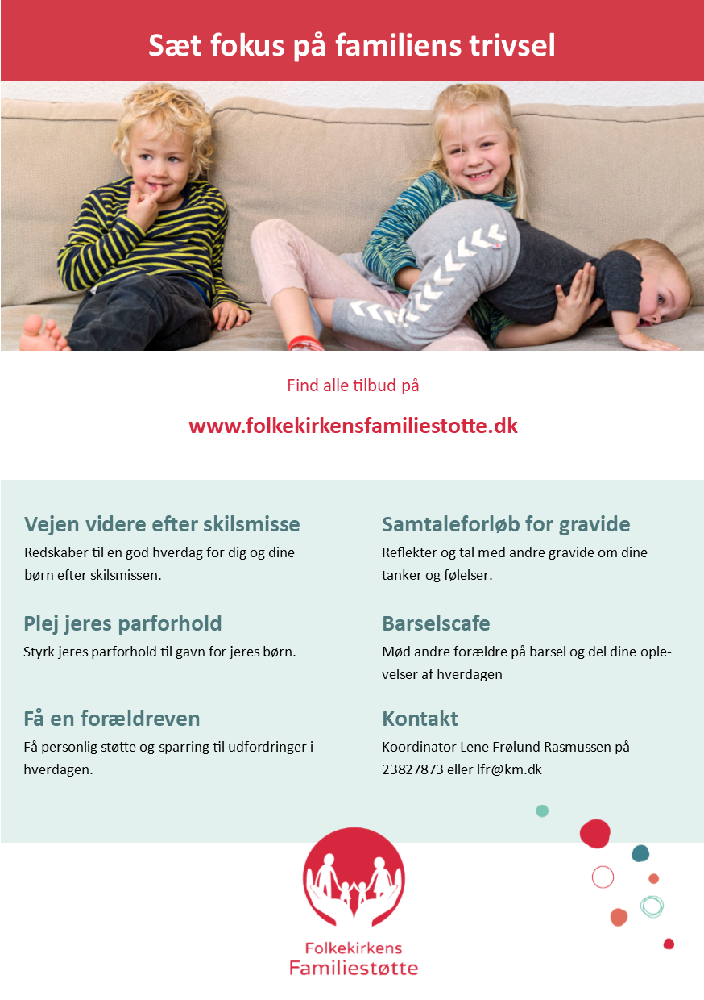 Sæt fokus på familiens trivsel
Find alle tilbud på
www.folkekirkensfamiliestotte.dk
Vejen videre efter skilsmisse
Redskaber til en god hverdag for dig og dine
børn efter skilsmissen.
Plej jeres parforhold
Styrk jeres parforhold til gavn for jeres børn.
Få en forældreven
Få personlig støtte og sparring til udfordringer i
hverdagen.
Samtaleforløb for gravide
Reflekter og tal med andre gravide om dine
tanker og følelser.
Barselscafe
Mød andre forældre på barsel og del dine ople-
velser af hverdagen
Kontakt
Koordinator Lene Frølund Rasmussen på
23827873 eller lfr@km.dk
Folkekirkens
Familiestøtte